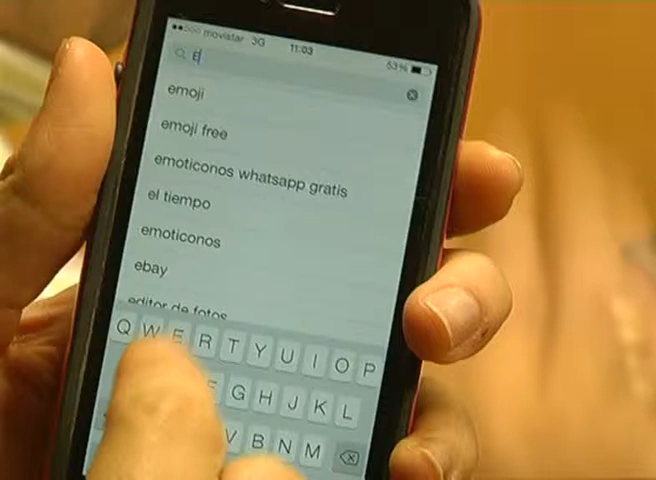 movistar 3G 11:03 53%
E
emoji
emoji free
emoticonos whatsapp gratis
el tiempo
emoticonos
ebay
editor de fotos
Q W E R T Y U I O P
F G H J K L
V B N M